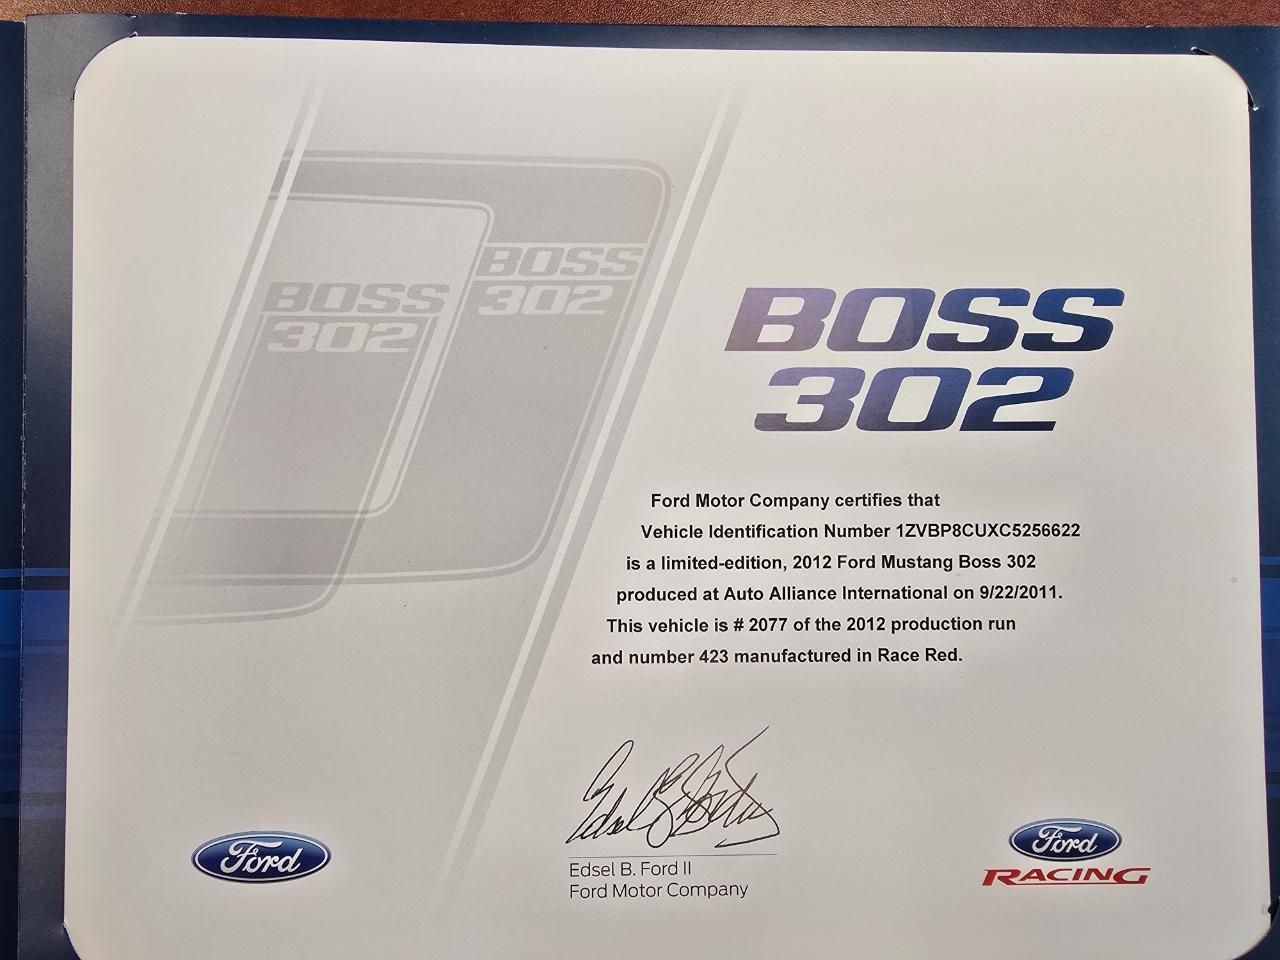 BOSS
302
BOSS
302
BOSS
302
Ford Motor Company certifies that
Vehicle Identification Number 1ZVBP8CUXC5256622
is a limited-edition, 2012 Ford Mustang Boss 302
produced at Auto Alliance International on 9/22/2011.
This vehicle is # 2077 of the 2012 production run
and number 423 manufactured in Race Red.
Edsel B. Ford II
Edsel B. Ford II
Ford Motor Company
Ford
Ford
RACING